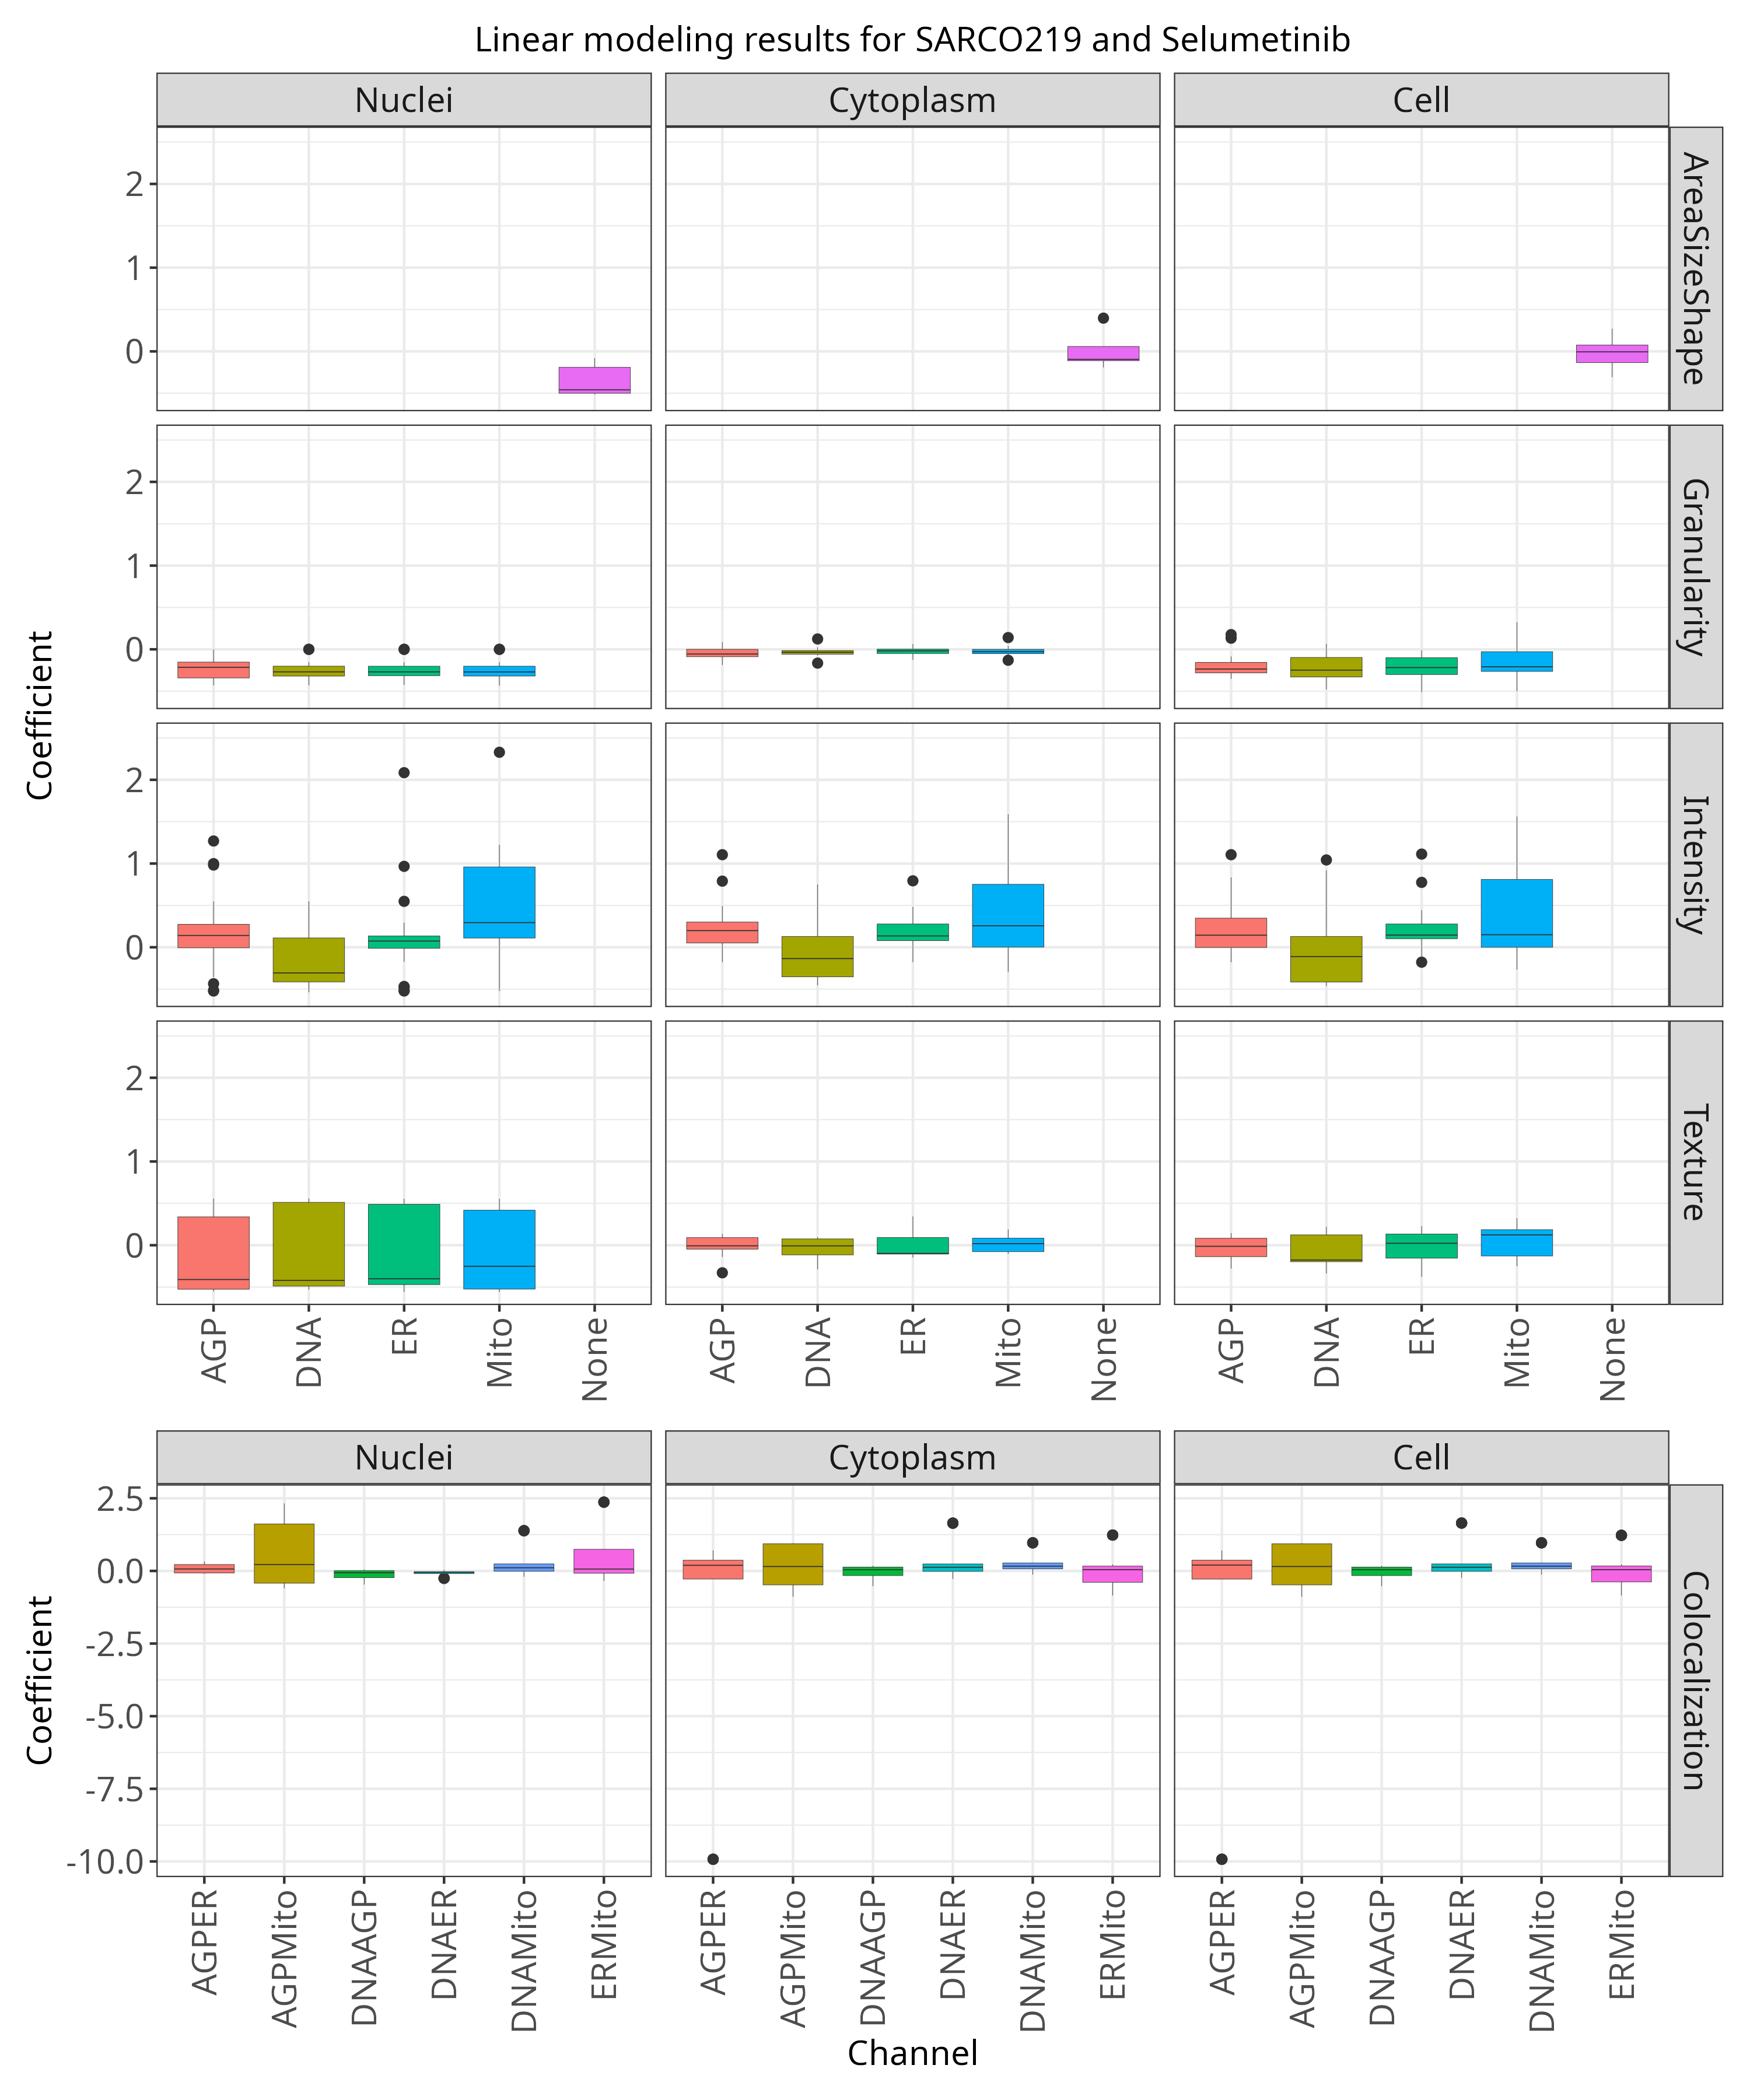 Linear modeling results for SARCO219 and Selumetinib
Nuclei
Cytoplasm
Cell
2
1
0
AreaSizeShape
2
1
0
Granularity
Coefficient
2
1
0
Intensity
2
1
0
Texture
AGP
DNA
ER
Mito
None
AGP
DNA
ER
Mito
None
AGP
DNA
ER
Mito
None
Nuclei
Cytoplasm
Cell
2.5
0.0
-2.5
-5.0
-7.5
-10.0
Coefficient
Colocalization
AGPER
AGPMito
DNAAGP
DNAER
DNAMito
ERMito
AGPER
AGPMito
DNAAGP
DNAER
DNAMito
ERMito
AGPER
AGPMito
DNAAGP
DNAER
DNAMito
ERMito
Channel